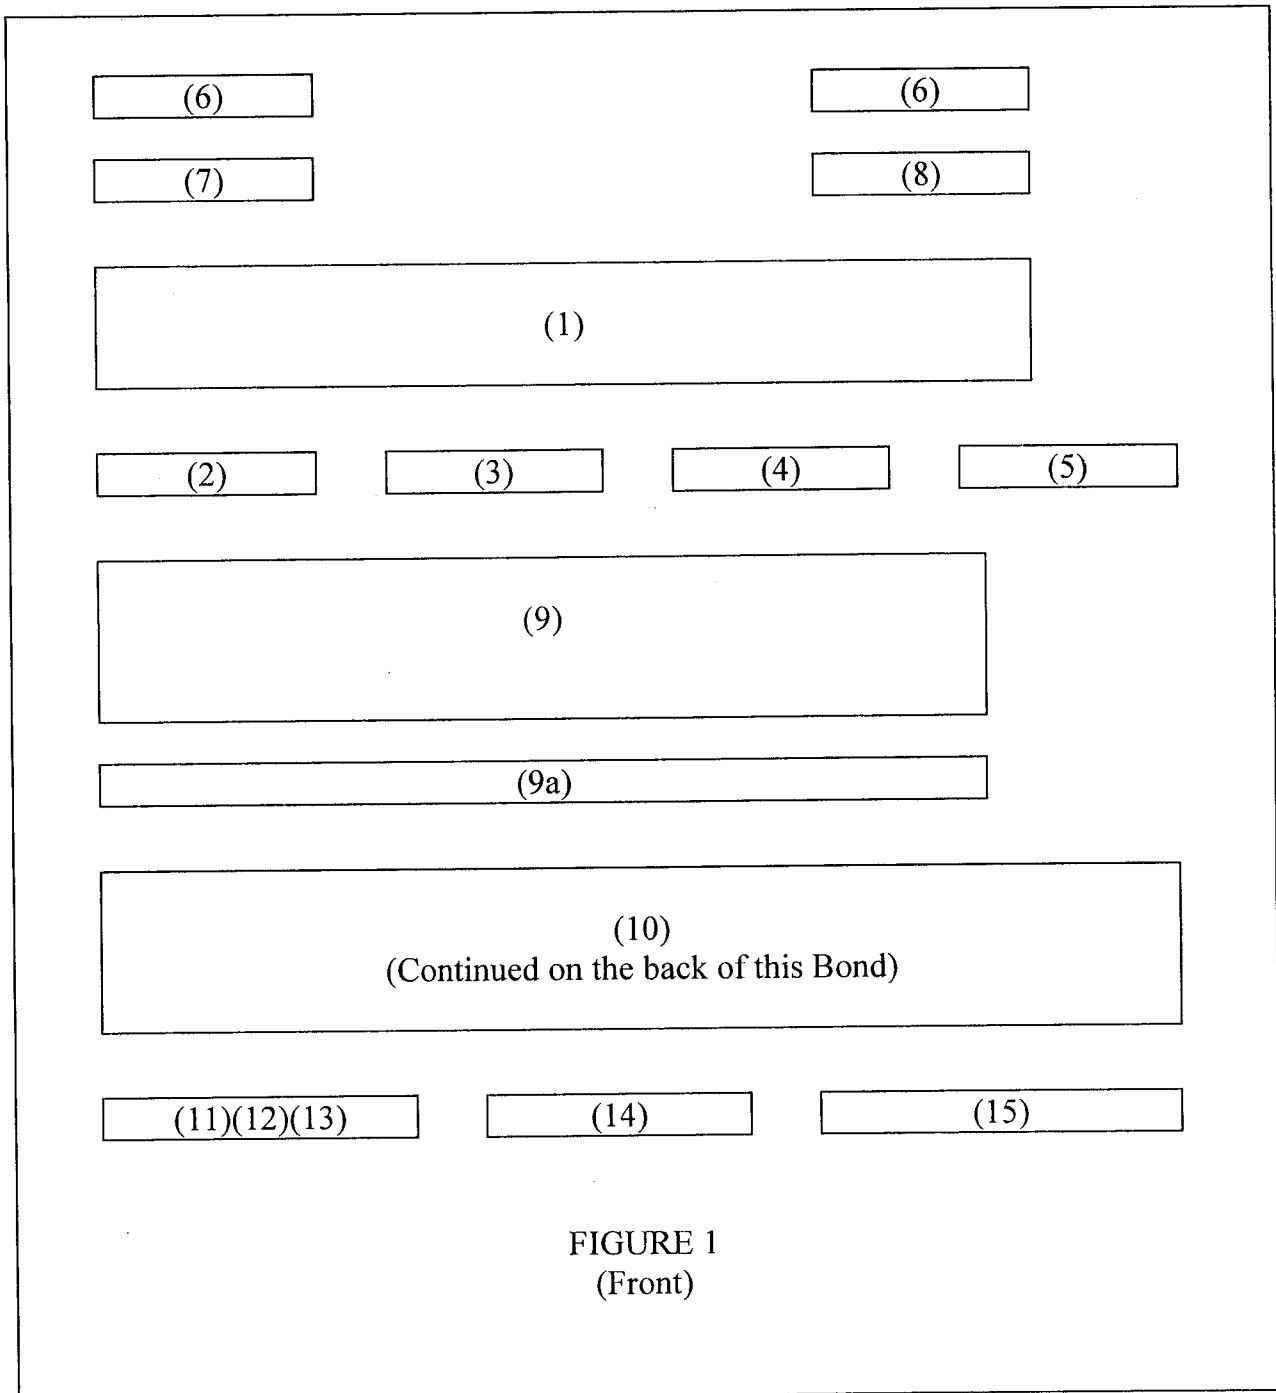 (6) (6)
(7) (8)
(1)
(2) (3) (4) (5)
(9)
(9a)
(10)
(Continued on the back of this Bond)
(11)(12)(13) (14) (15)
FIGURE 1
(Front)